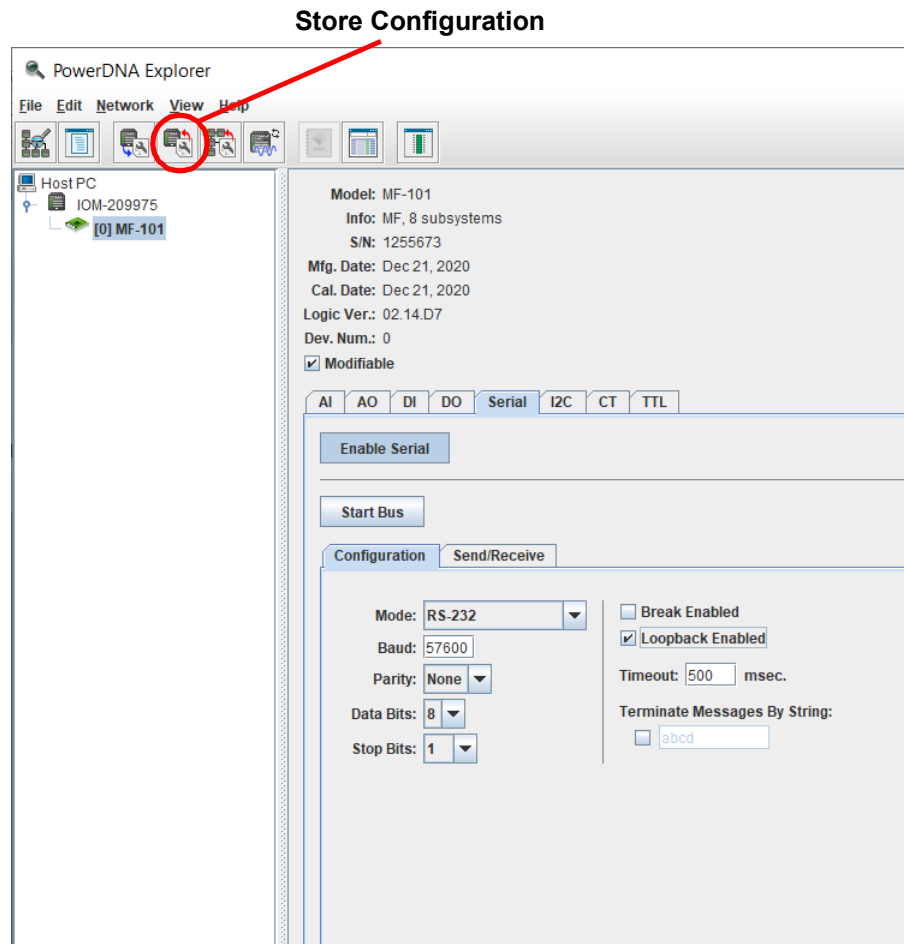 Store Configuration
PowerDNA Explorer
File Edit Network View Help
Host PC
IOM-209975
[0] MF-101
Model: MF-101
Info: MF, 8 subsystems
S/N: 1255673
Mfg. Date: Dec 21, 2020
Cal. Date: Dec 21, 2020
Logic Ver.: 02.14.D7
Dev. Num.: 0
Modifiable
AI AO DI DO Serial I2C CT TTL
Enable Serial
Start Bus
Configuration Send/Receive
Mode: RS-232
Baud: 57600
Parity: None
Data Bits: 8
Stop Bits: 1
Break Enabled
Loopback Enabled
Timeout: 500 msec.
Terminate Messages By String:
abcd